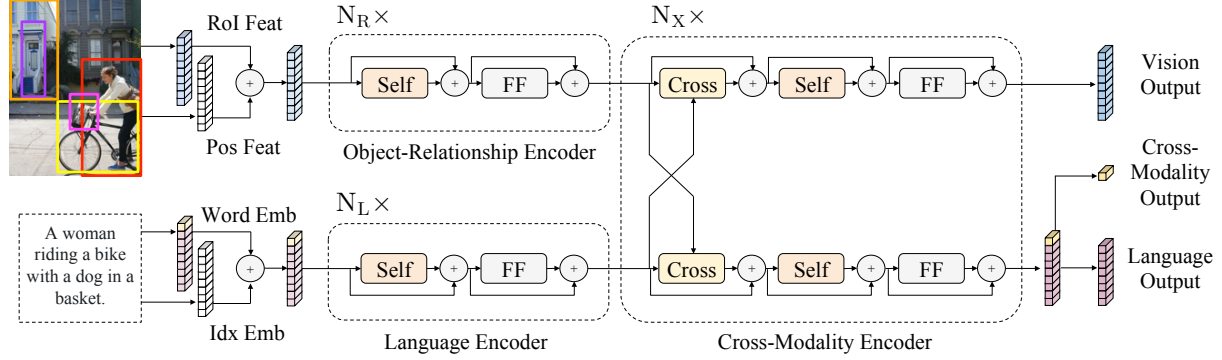 RoI Feat
Pos Feat
N_R ×
Self
+
FF
+
Object-Relationship Encoder
N_X ×
Cross
+
Self
+
FF
+
Vision
Output
Cross-
Modality
Output
A woman
riding a bike
with a dog in a
basket.
Word Emb
Idx Emb
+
+
N_L ×
Self
+
FF
+
Language Encoder
Cross
+
Self
+
FF
+
Cross-Modality Encoder
Language
Output